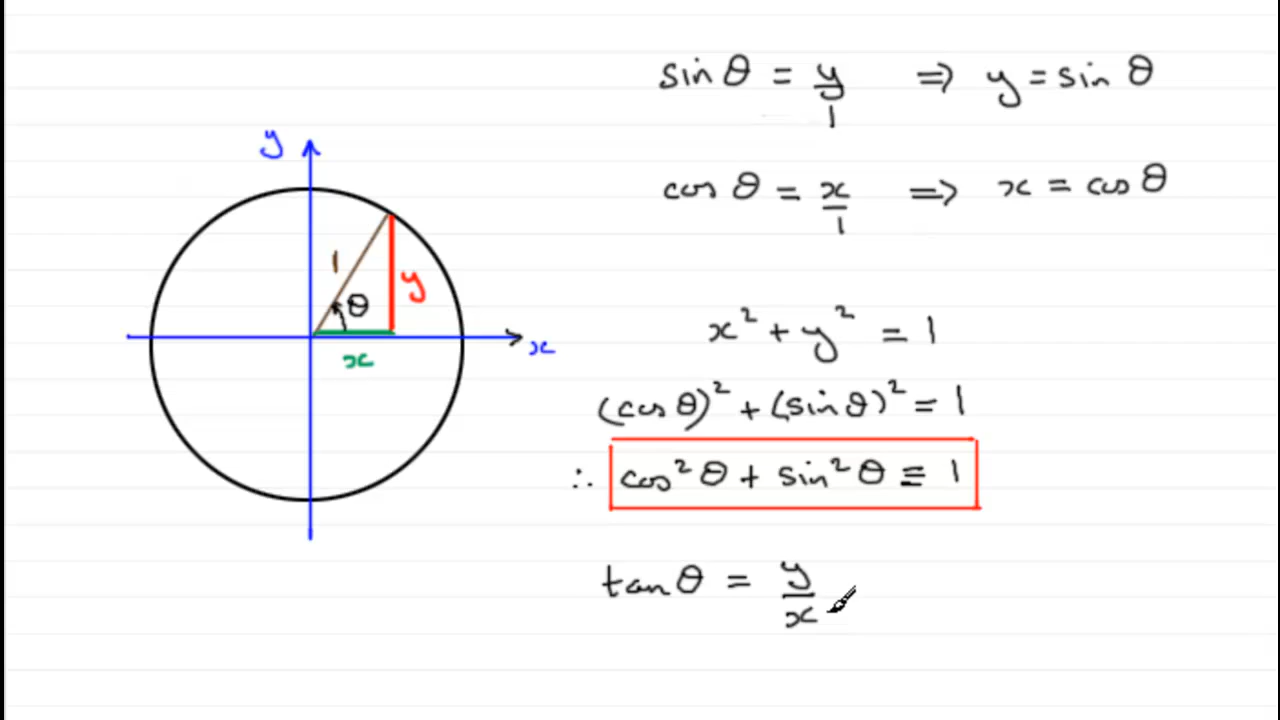 sin θ = y/1 ⇒ y = sin θ
cos θ = x/1 ⇒ x = cos θ
y
1
θ
y
x
x
x² + y² = 1
(cos θ)² + (sin θ)² = 1
∴ cos² θ + sin² θ ≡ 1
tan θ = y/x